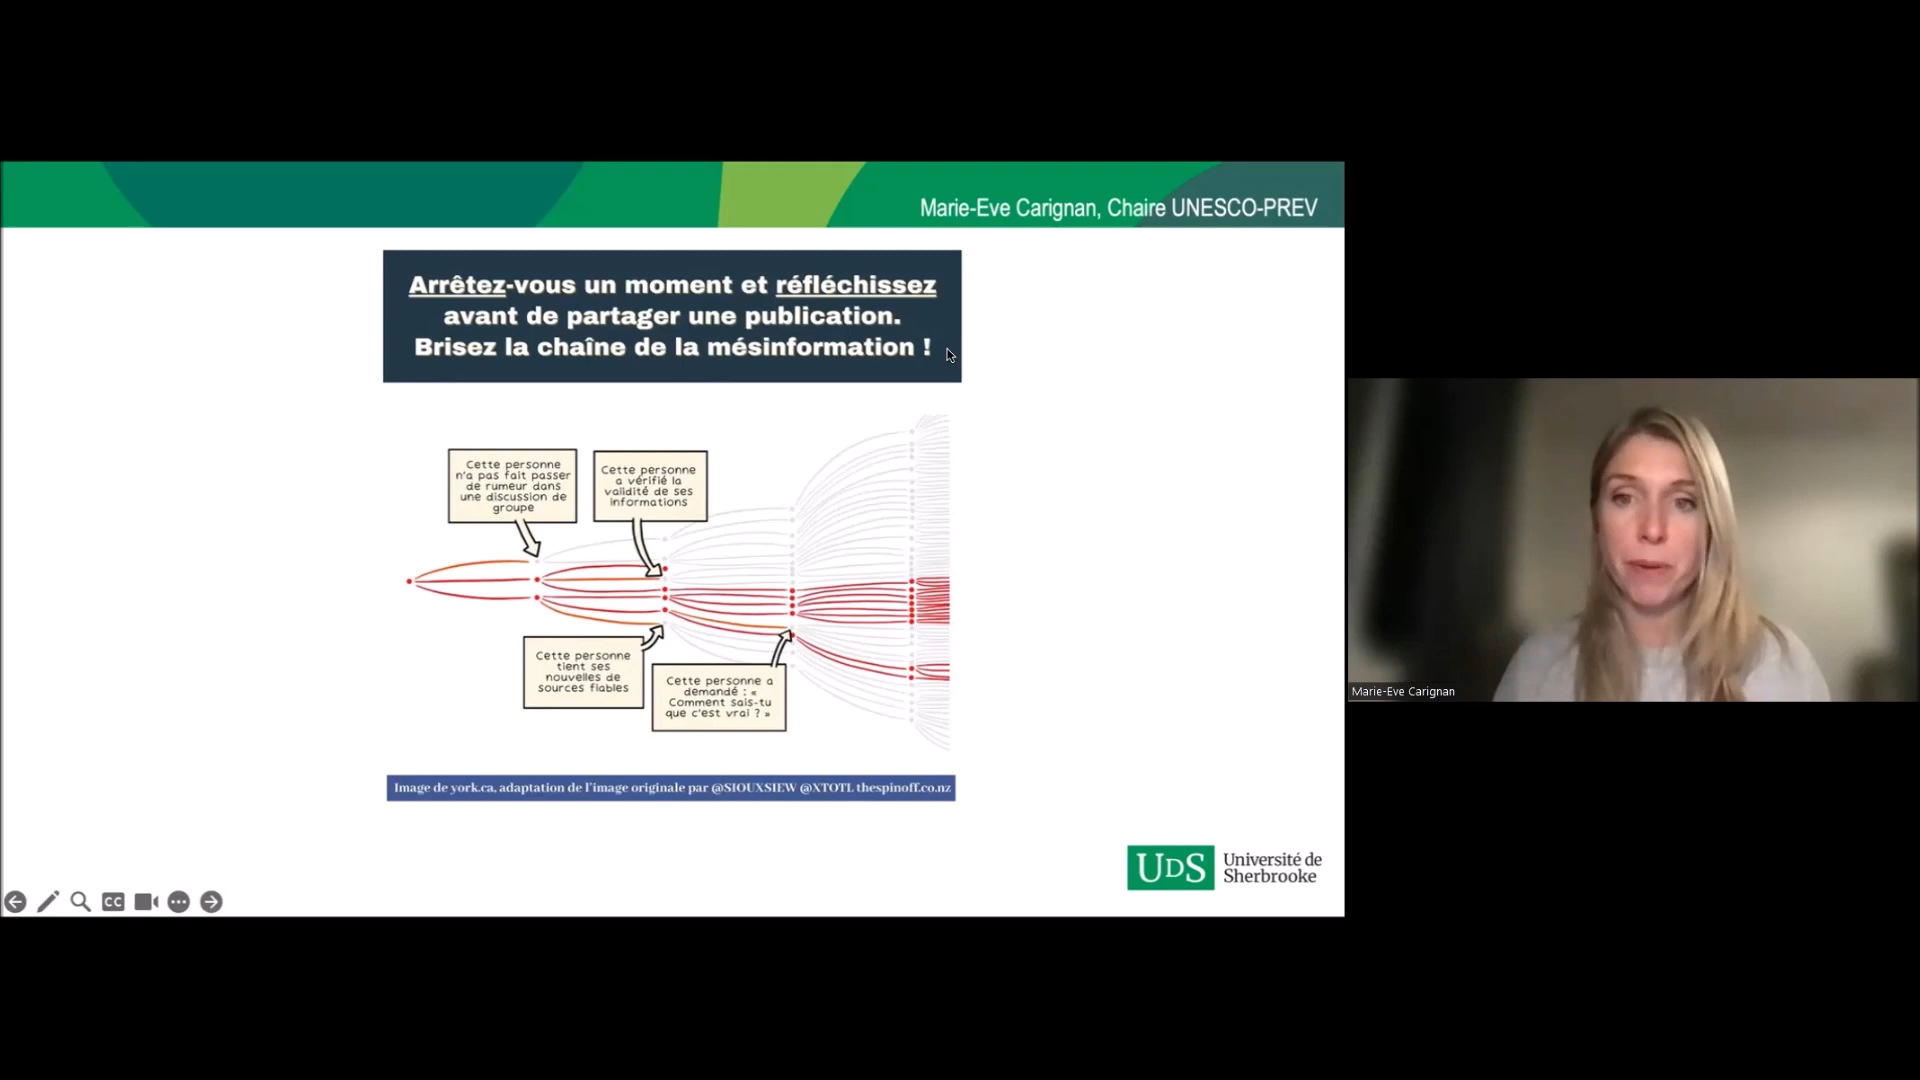 Marie-Eve Carignan, Chaire UNESCO-PREV
Arrêtez-vous un moment et réfléchissez
avant de partager une publication.
Brisez la chaîne de la mésinformation !
Cette personne
n'a pas fait passer
de rumeur dans
une discussion de
groupe
Cette personne
a vérifié la
validité de ses
informations
Cette personne
tient ses
nouvelles de
sources fiables
Cette personne a
demandé : «
Comment sais-tu
que c'est vrai ? »
Image de york.ca, adaptation de l'image originale par @SIOUXSIEW @XTOTL thespinoff.co.nz
UDS Université de
Sherbrooke
CC
Marie-Eve Carignan